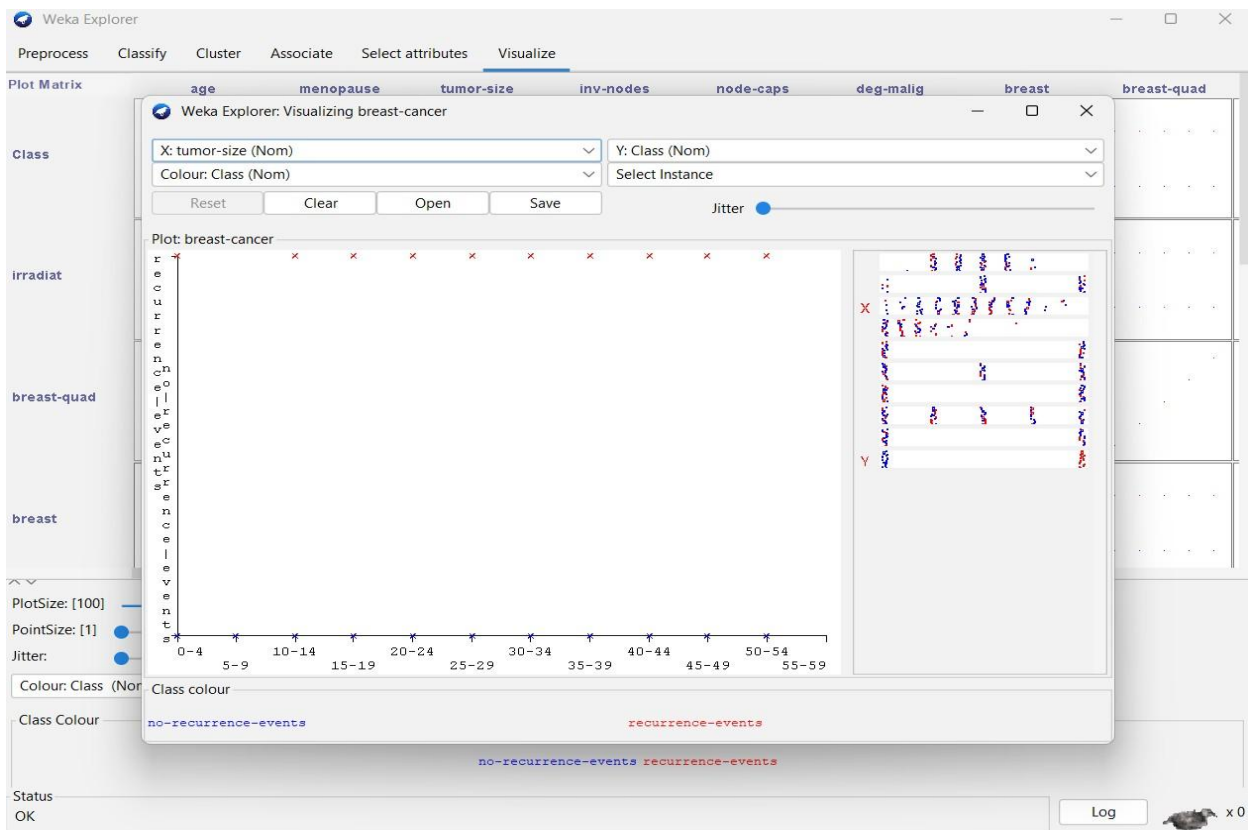 Weka Explorer
Preprocess Classify Cluster Associate Select attributes Visualize
Plot Matrix age menopause tumor-size inv-nodes node-caps deg-malig breast breast-quad
Weka Explorer: Visualizing breast-cancer
X: tumor-size (Nom) Y: Class (Nom)
Class
Colour: Class (Nom) Select Instance
Reset Clear Open Save Jitter
Plot: breast-cancer
recurrence-events
no-recurrence-events
irradiat
X
breast-quad
Y
breast
0-4 10-14 20-24 30-34 40-44 50-54
5-9 15-19 25-29 35-39 45-49 55-59
PlotSize: [100]
PointSize: [1]
Jitter:
Colour: Class (Nor
Class colour
no-recurrence-events recurrence-events
Class Colour
no-recurrence-events recurrence-events
Status
OK Log x 0